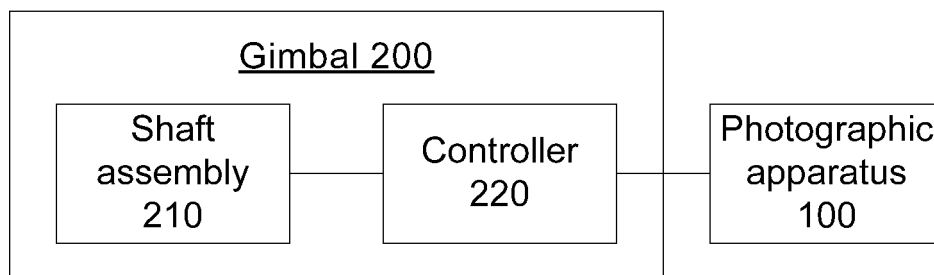 Gimbal 200
Shaft
assembly
210
Controller
220
Photographic
apparatus
100